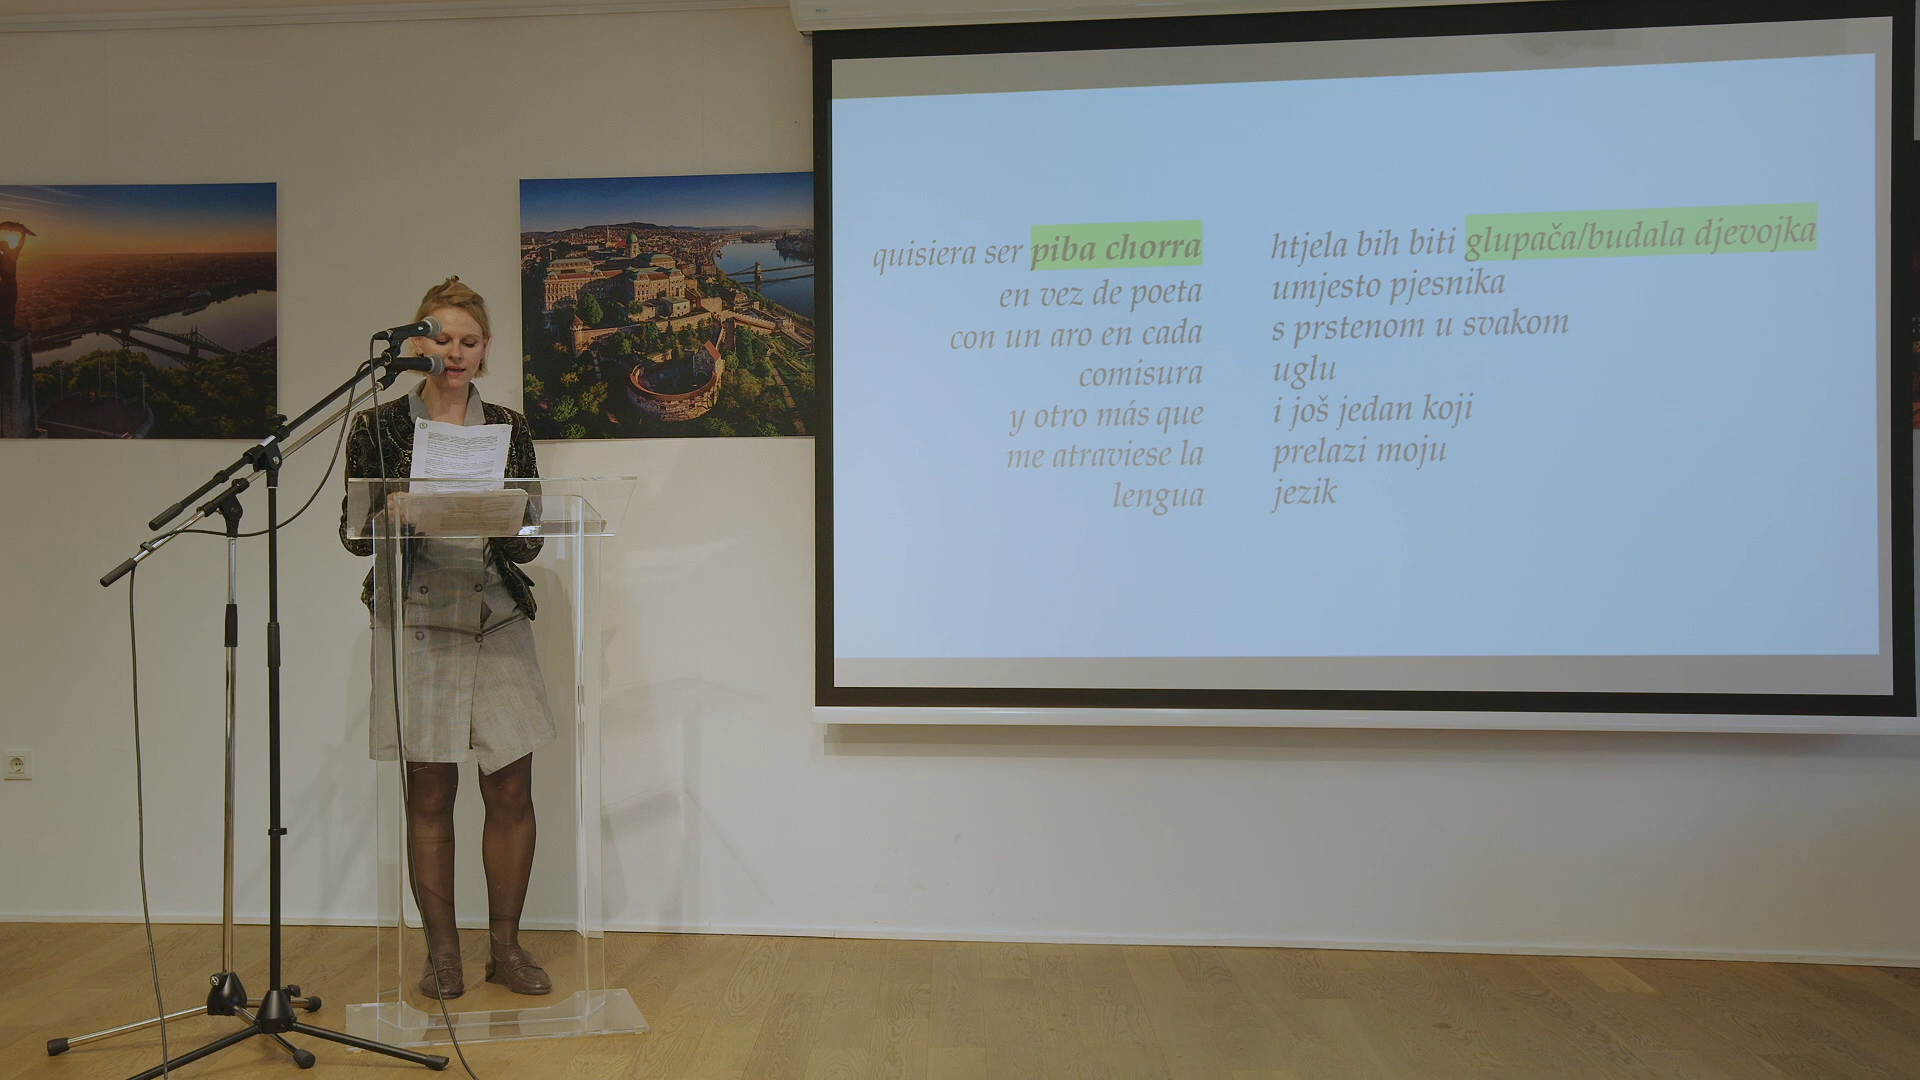 quisiera ser piba chorra
en vez de poeta
con un aro en cada
comisura
y otro más que
me atraviese la
lengua
htjela bih biti glupača/budala djevojka
umjesto pjesnika
s prstenom u svakom
uglu
i još jedan koji
prelazi moju
jezik